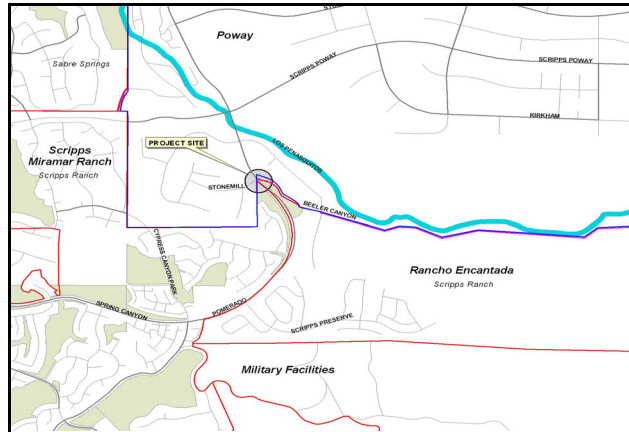 Poway
SCRIPPS POWAY
SCRIPPS POWAY
Sabre Springs
KIRKHAM
LOS PENASQUITOS
PROJECT SITE
Scripps
Miramar Ranch
Scripps Ranch
STONEMILL
BEELER CANYON
CYPRESS CANYON PARK
Rancho Encantada
Scripps Ranch
SPRING CANYON
POMERADO
SCRIPPS PRESERVE
Military Facilities